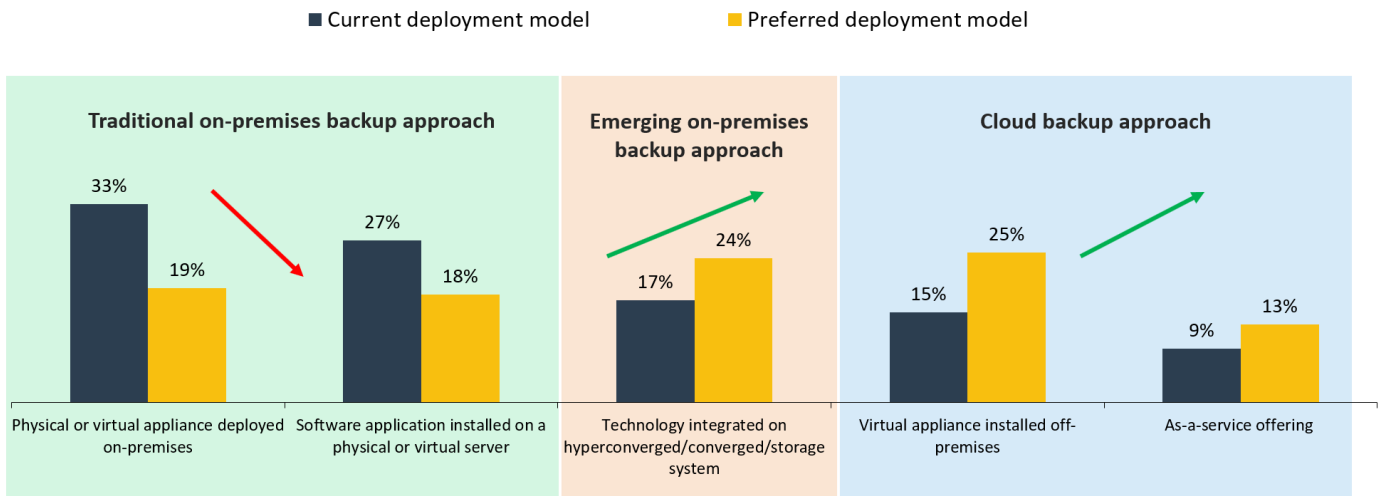 Current deployment model
Preferred deployment model
Traditional on-premises backup approach
Emerging on-premises
backup approach
Cloud backup approach
33%
19%
27%
18%
17%
24%
15%
25%
9%
13%
Physical or virtual appliance deployed
on-premises
Software application installed on a
physical or virtual server
Technology integrated on
hyperconverged/converged/storage
system
Virtual appliance installed off-
premises
As-a-service offering